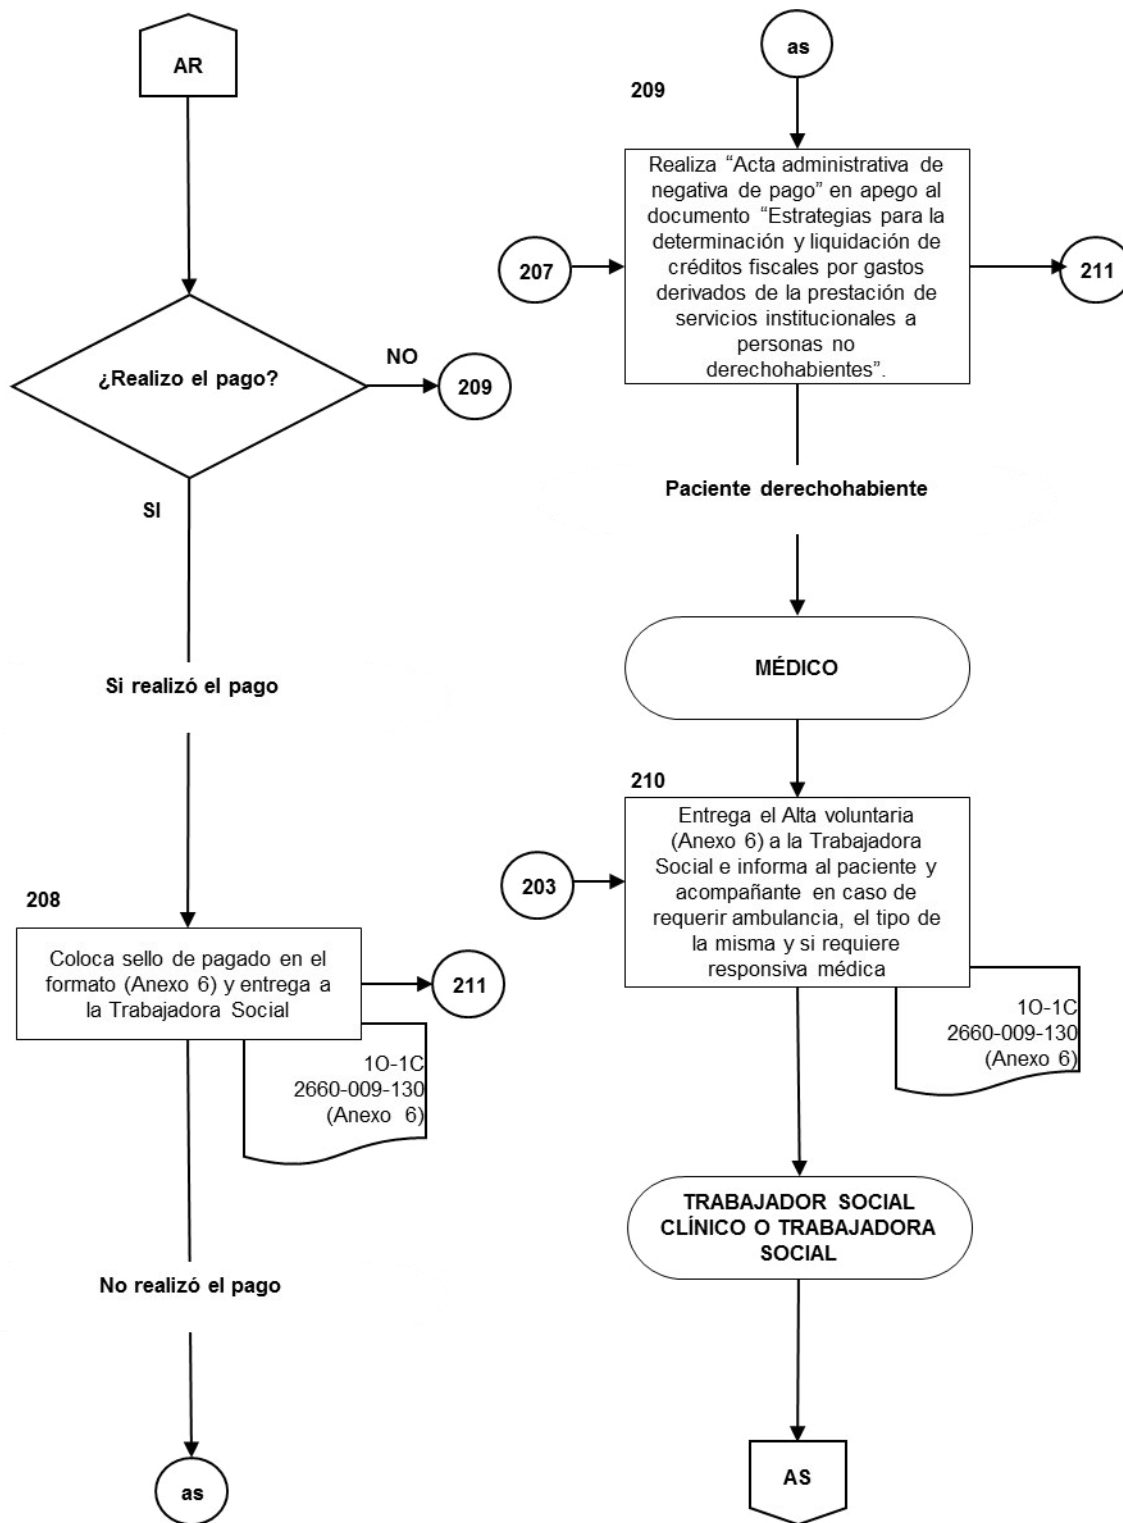 AR
¿Realizo el pago?
NO
209
SI
Si realizó el pago
208
Coloca sello de pagado en el
formato (Anexo 6) y entrega a
la Trabajadora Social
211
1O-1C
2660-009-130
(Anexo 6)
No realizó el pago
as
as
209
Realiza “Acta administrativa de
negativa de pago” en apego al
documento “Estrategias para la
determinación y liquidación de
créditos fiscales por gastos
derivados de la prestación de
servicios institucionales a
personas no
derechohabientes”.
207
211
Paciente derechohabiente
MÉDICO
210
Entrega el Alta voluntaria
(Anexo 6) a la Trabajadora
Social e informa al paciente y
acompañante en caso de
requerir ambulancia, el tipo de
la misma y si requiere
responsiva médica
203
1O-1C
2660-009-130
(Anexo 6)
TRABAJADOR SOCIAL
CLÍNICO O TRABAJADORA
SOCIAL
AS